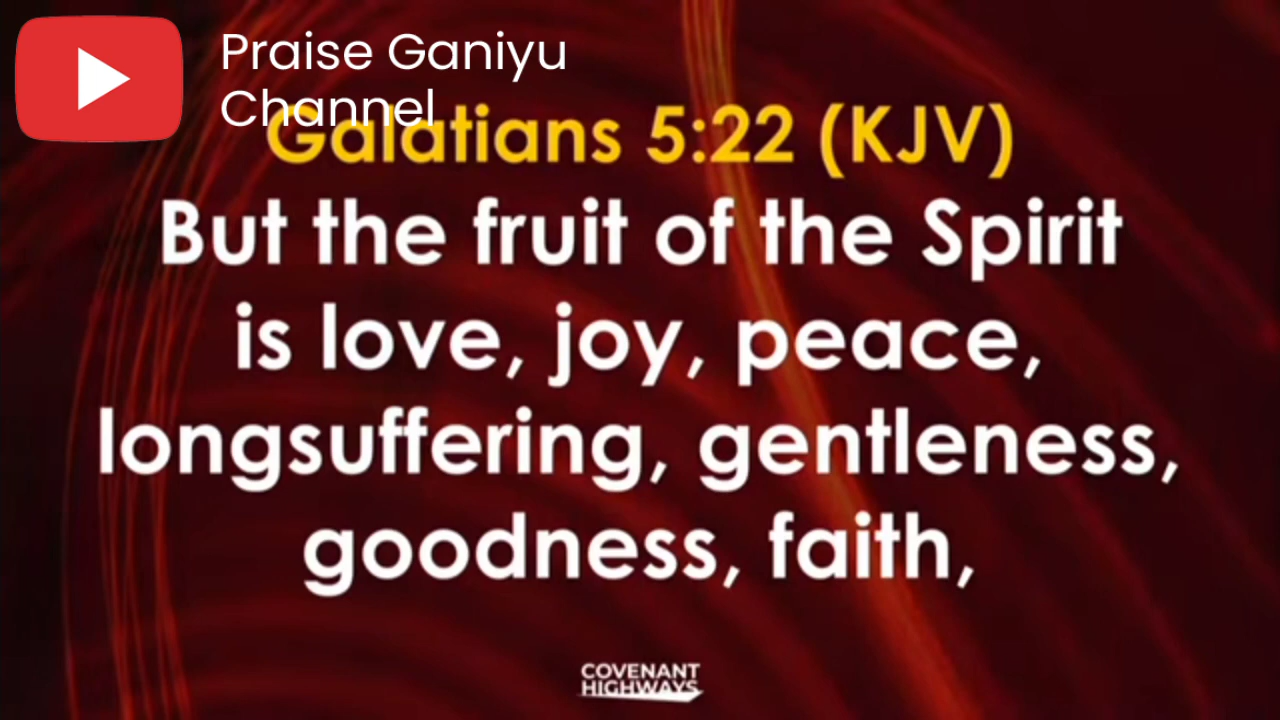 Praise Ganiyu
Channel
Galatians 5:22 (KJV)
But the fruit of the Spirit
is love, joy, peace,
longsuffering, gentleness,
goodness, faith,
COVENANT
HIGHWAYS